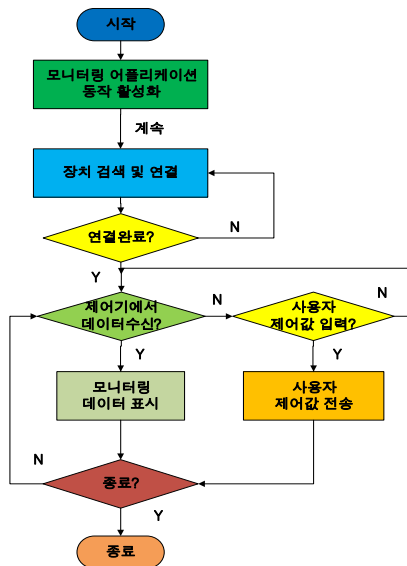 시작
모니터링 어플리케이션
동작 활성화
계속
장치 검색 및 연결
연결완료?
N
Y
제어기에서
데이터수신?
N
사용자
제어값 입력?
N
Y
Y
모니터링
데이터 표시
사용자
제어값 전송
N
종료?
Y
종료